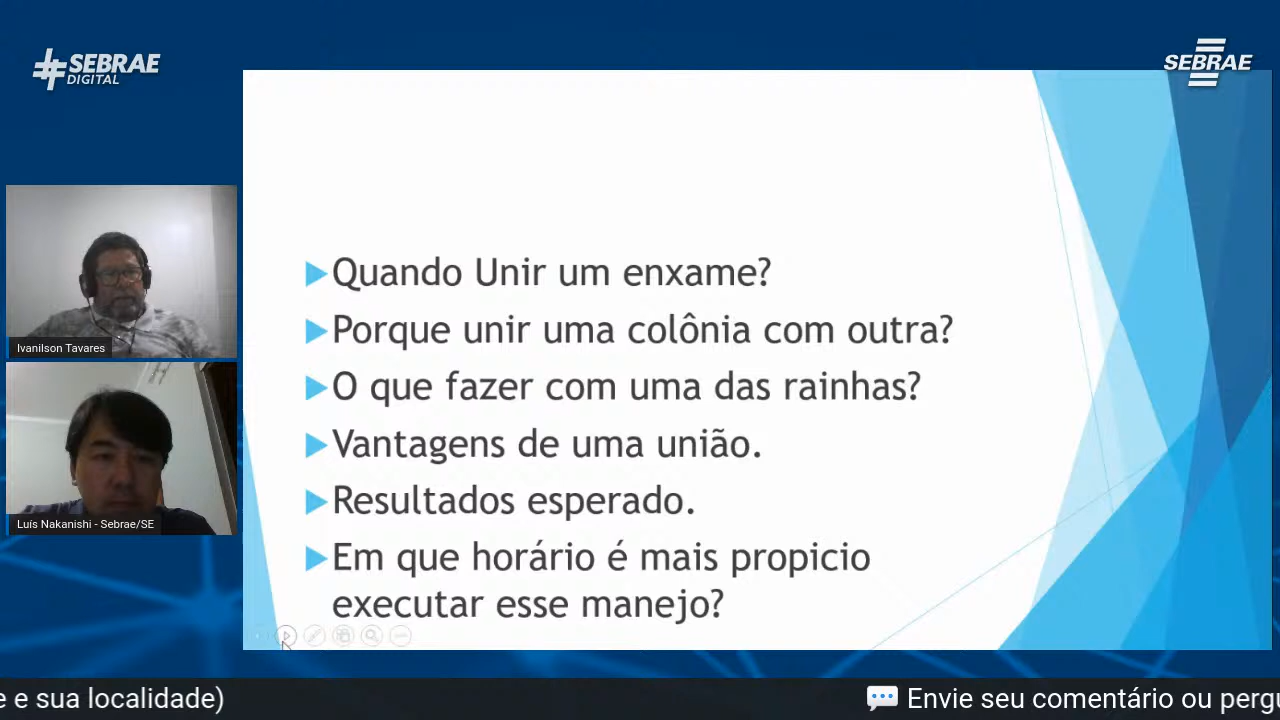 #SEBRAE
DIGITAL
SEBRAE
Quando Unir um enxame?
Porque unir uma colônia com outra?
O que fazer com uma das rainhas?
Vantagens de uma união.
Resultados esperado.
Em que horário é mais propicio
executar esse manejo?
Ivanilson Tavares
Luís Nakanishi - Sebrae/SE
e e sua localidade)
💬 Envie seu comentário ou pergu